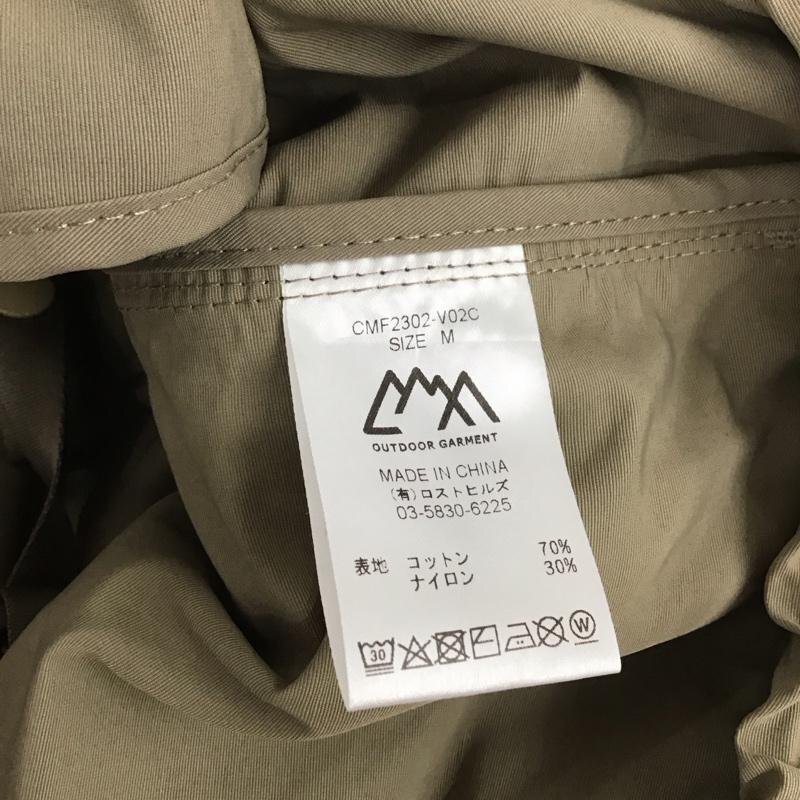 CMF2302-V02C
SIZE M
OUTDOOR GARMENT
MADE IN CHINA
(有)ロストヒルズ
03-5830-6225
表地 コットン 70%
ナイロン 30%
30
W